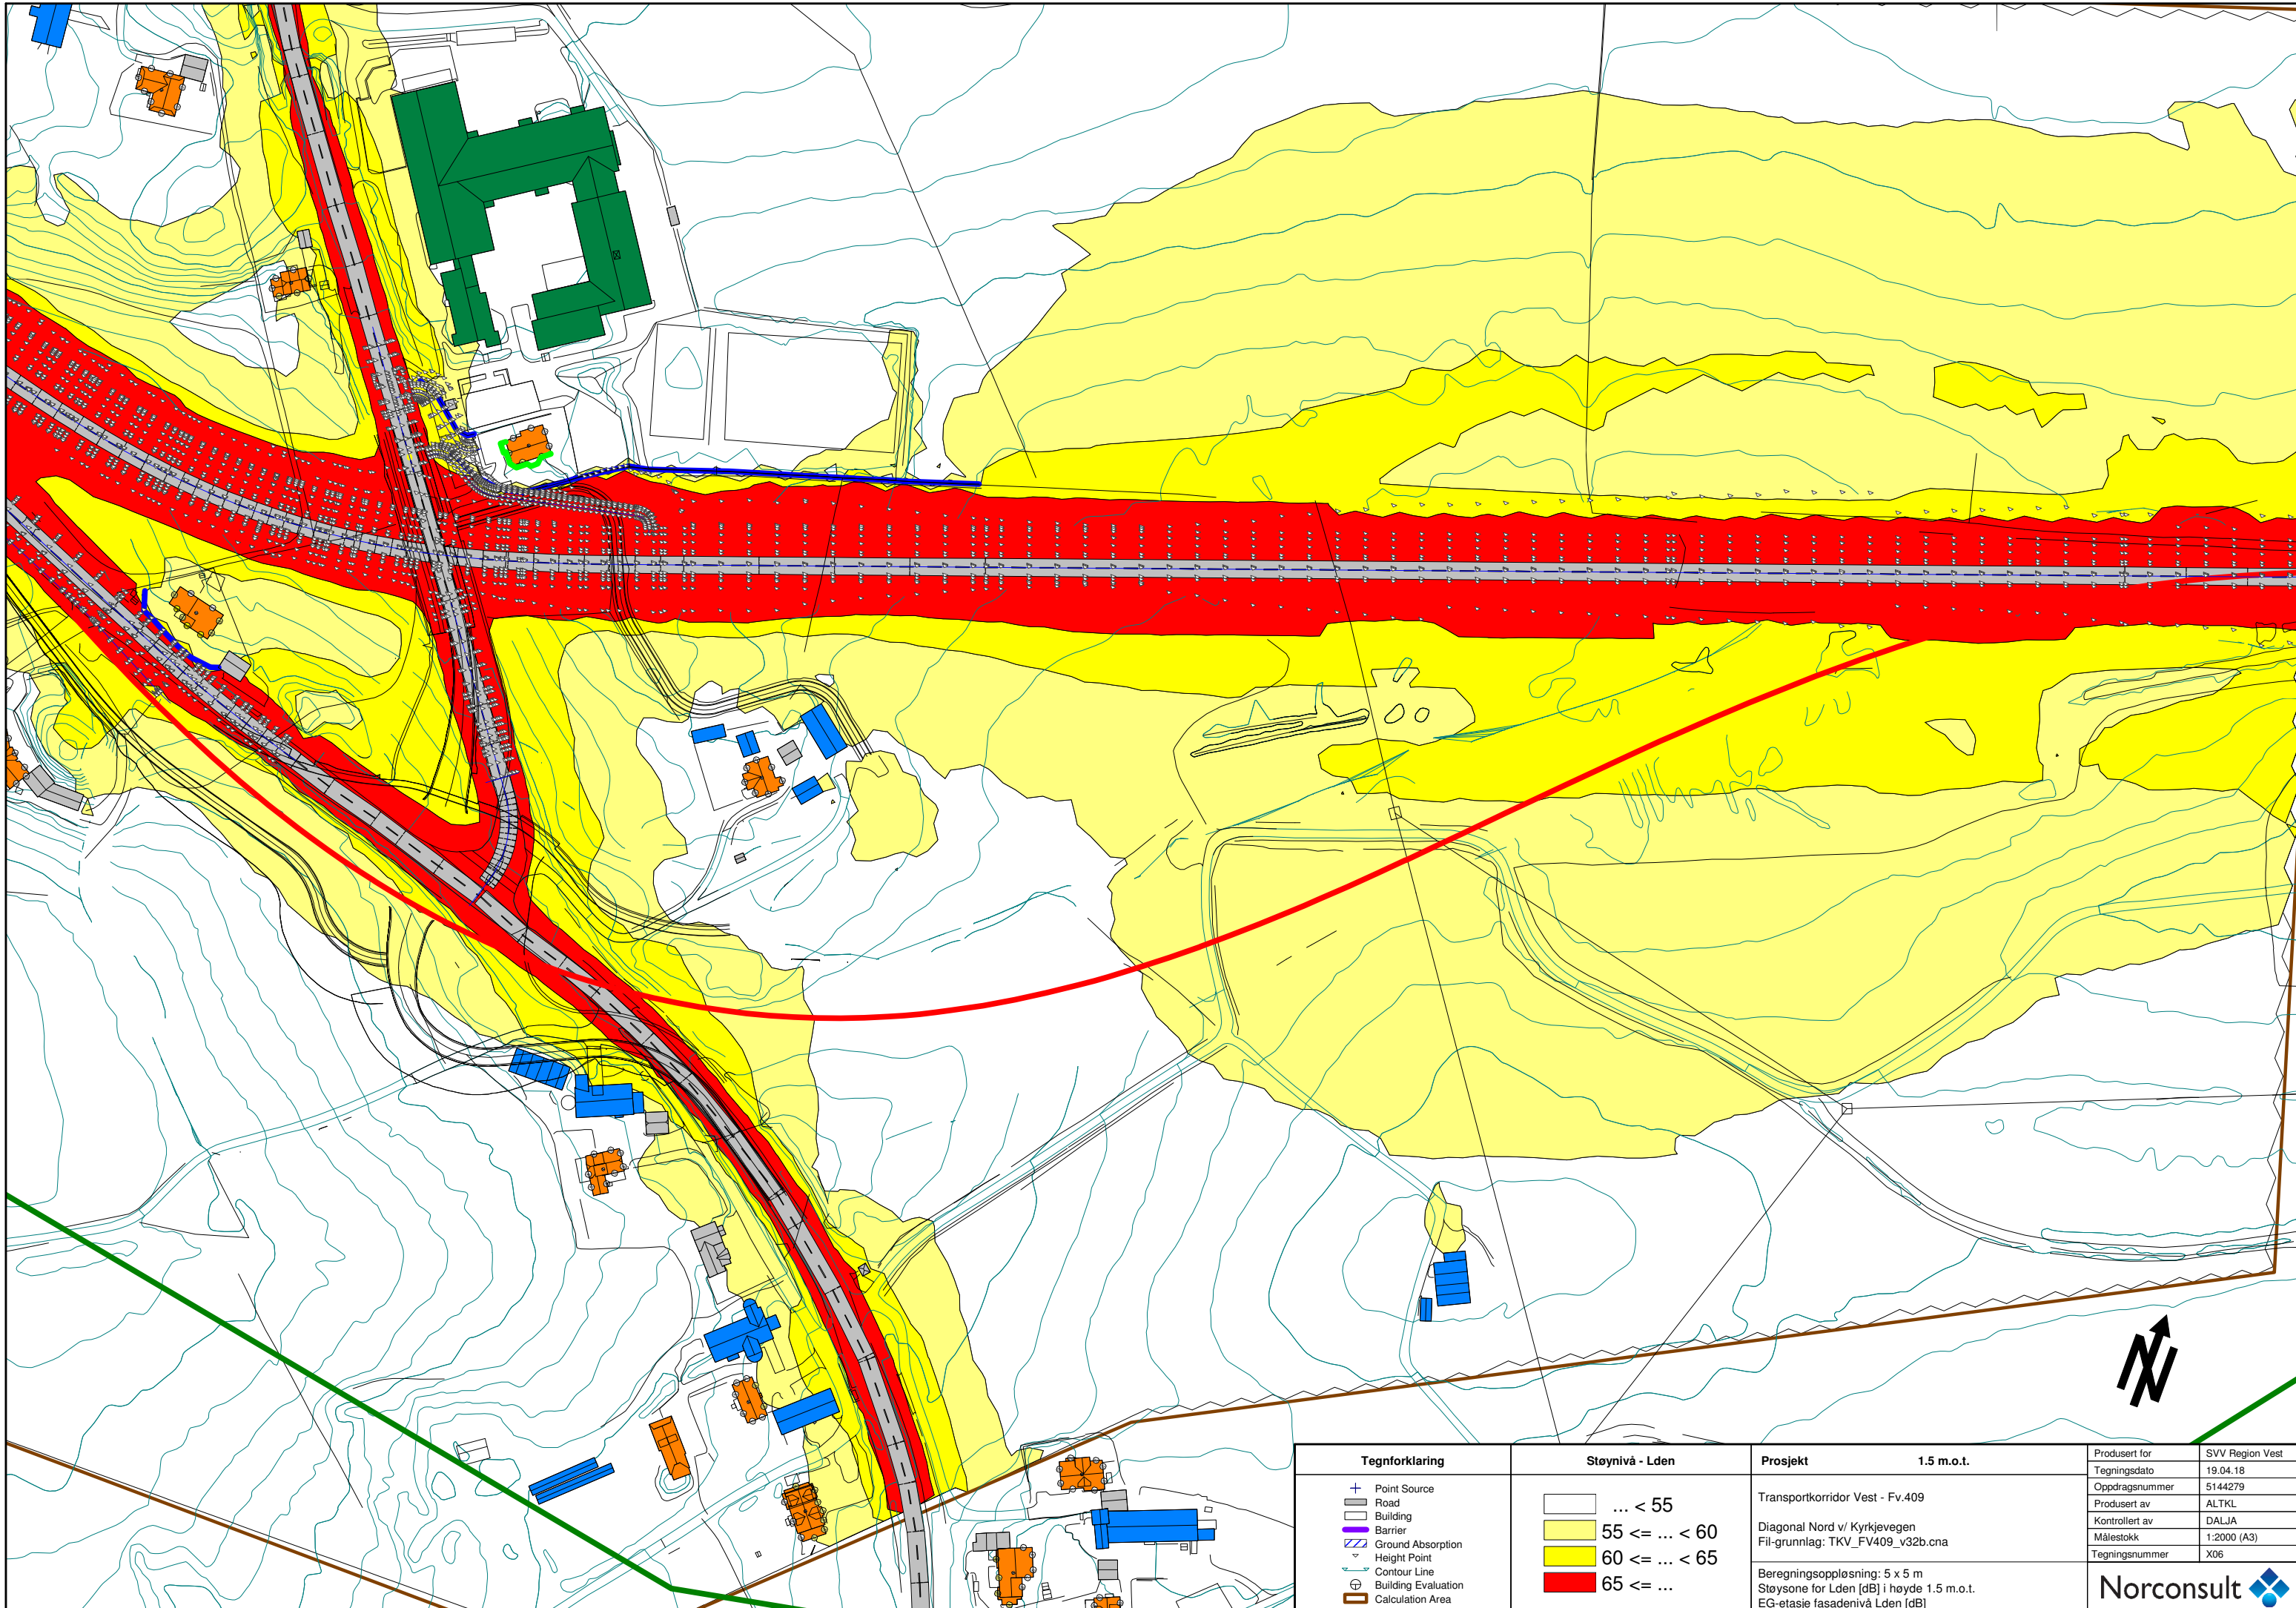 Tegnforklaring
Point Source
Road
Building
Barrier
Ground Absorption
Height Point
Contour Line
Building Evaluation
Calculation Area
Støynivå - Lden
... < 55
55 <= ... < 60
60 <= ... < 65
65 <= ...
Prosjekt 1.5 m.o.t.
Transportkorridor Vest - Fv.409
Diagonal Nord v/ Kyrkjevegen
Fil-grunnlag: TKV_FV409_v32b.cna
Beregningsoppløsning: 5 x 5 m
Støysone for Lden [dB] i høyde 1.5 m.o.t.
EG-etasje fasadenivå Lden [dB]
Produsert for SVV Region Vest
Tegningsdato 19.04.18
Oppdragsnummer 5144279
Produsert av ALTKL
Kontrollert av DALJA
Målestokk 1:2000 (A3)
Tegningsnummer X06
Norconsult
N